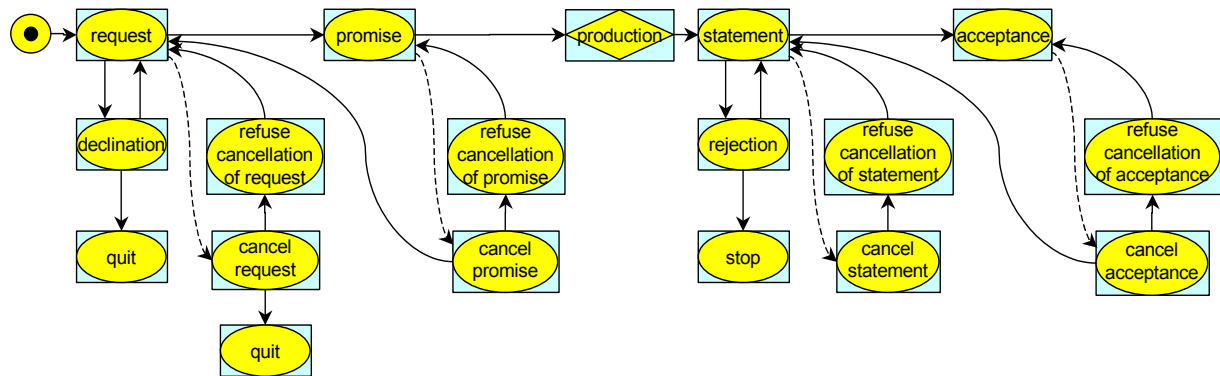 request
promise
production
statement
acceptance
declination
refuse
cancellation
of request
refuse
cancellation
of promise
rejection
refuse
cancellation
of statement
refuse
cancellation
of acceptance
quit
cancel
request
cancel
promise
stop
cancel
statement
cancel
acceptance
quit